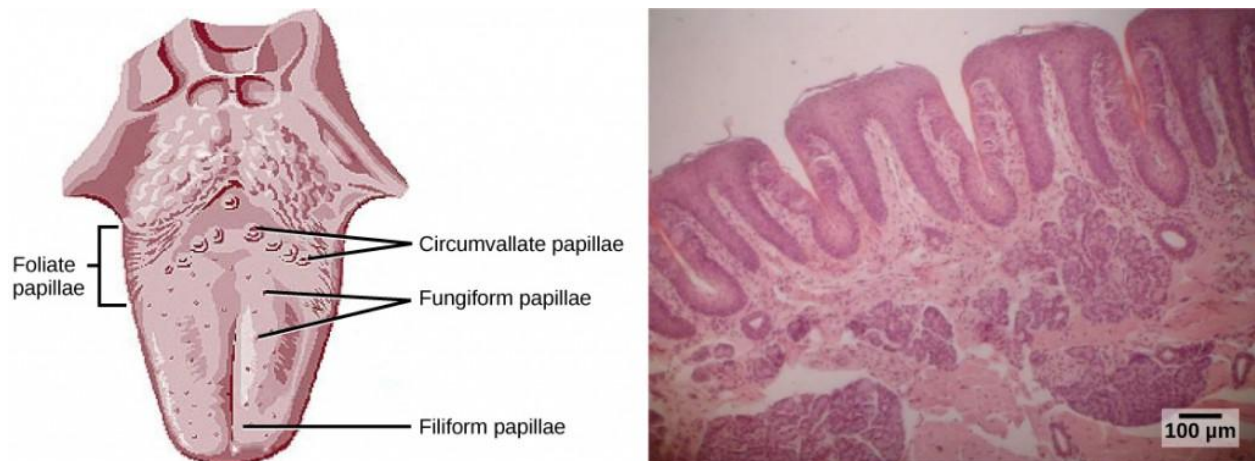 Foliate
papillae
Circumvallate papillae
Fungiform papillae
Filiform papillae
100 µm